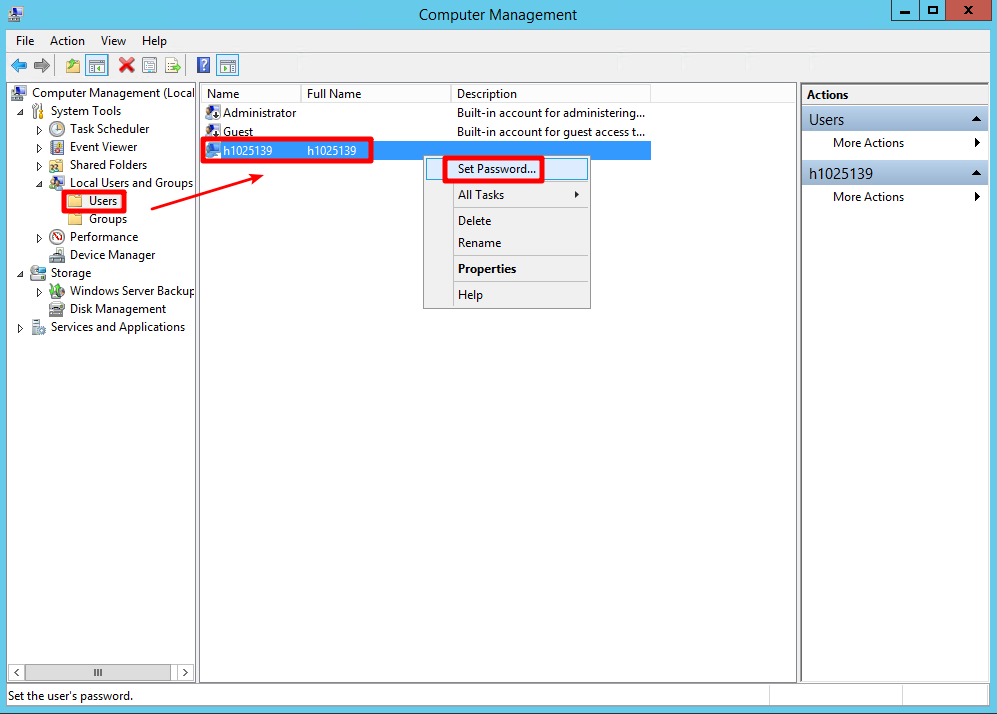 Computer Management
File Action View Help
Computer Management (Local
System Tools
Task Scheduler
Event Viewer
Shared Folders
Local Users and Groups
Users
Groups
Performance
Device Manager
Storage
Windows Server Backup
Disk Management
Services and Applications
Name Full Name Description
Administrator Built-in account for administering...
Guest Built-in account for guest access t...
h1025139 h1025139
Set Password...
All Tasks
Delete
Rename
Properties
Help
Actions
Users
More Actions
h1025139
More Actions
Set the user's password.